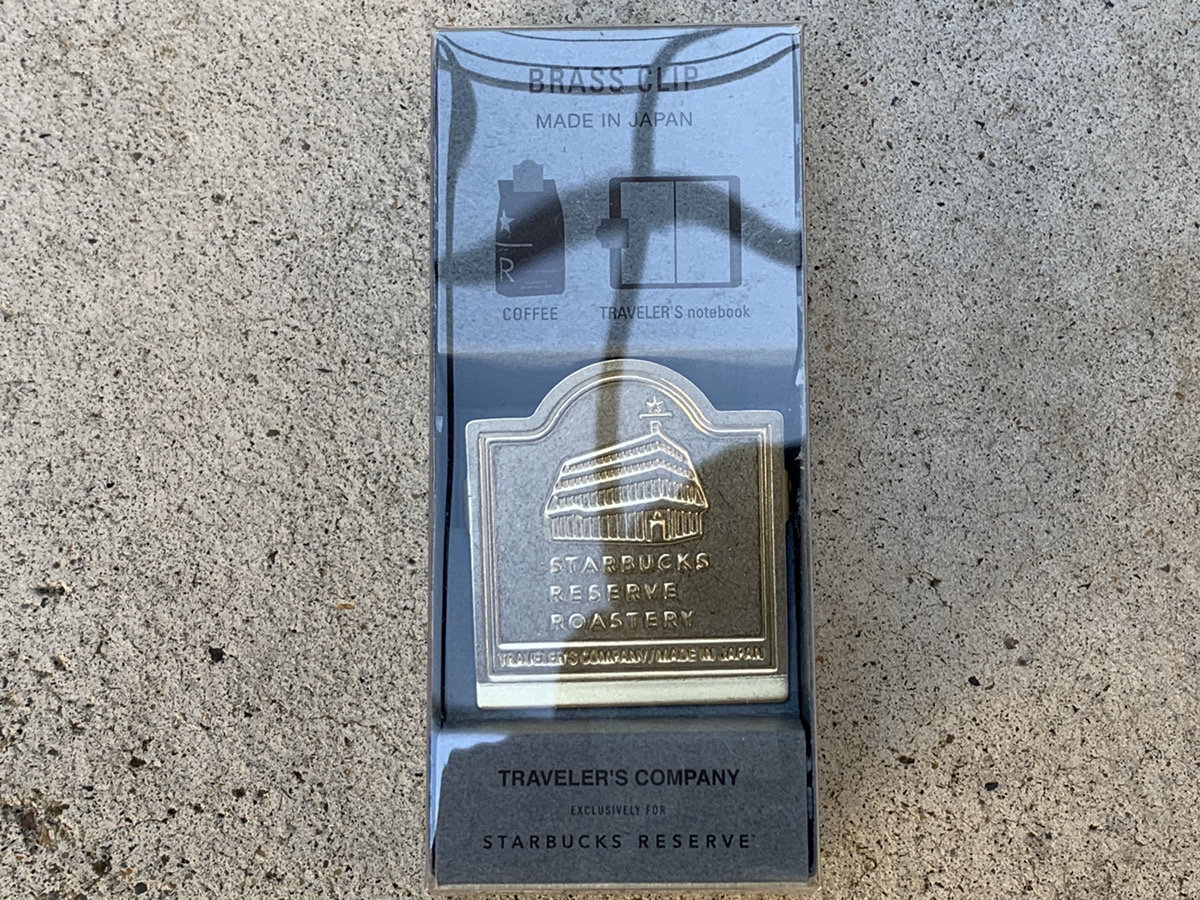 BRASS CLIP
MADE IN JAPAN
R
COFFEE
TRAVELER'S notebook
R
STARBUCKS
RESERVE
ROASTERY
TRAVELER'S COMPANY/MADE IN JAPAN
TRAVELER'S COMPANY
EXCLUSIVELY FOR
STARBUCKS RESERVE™